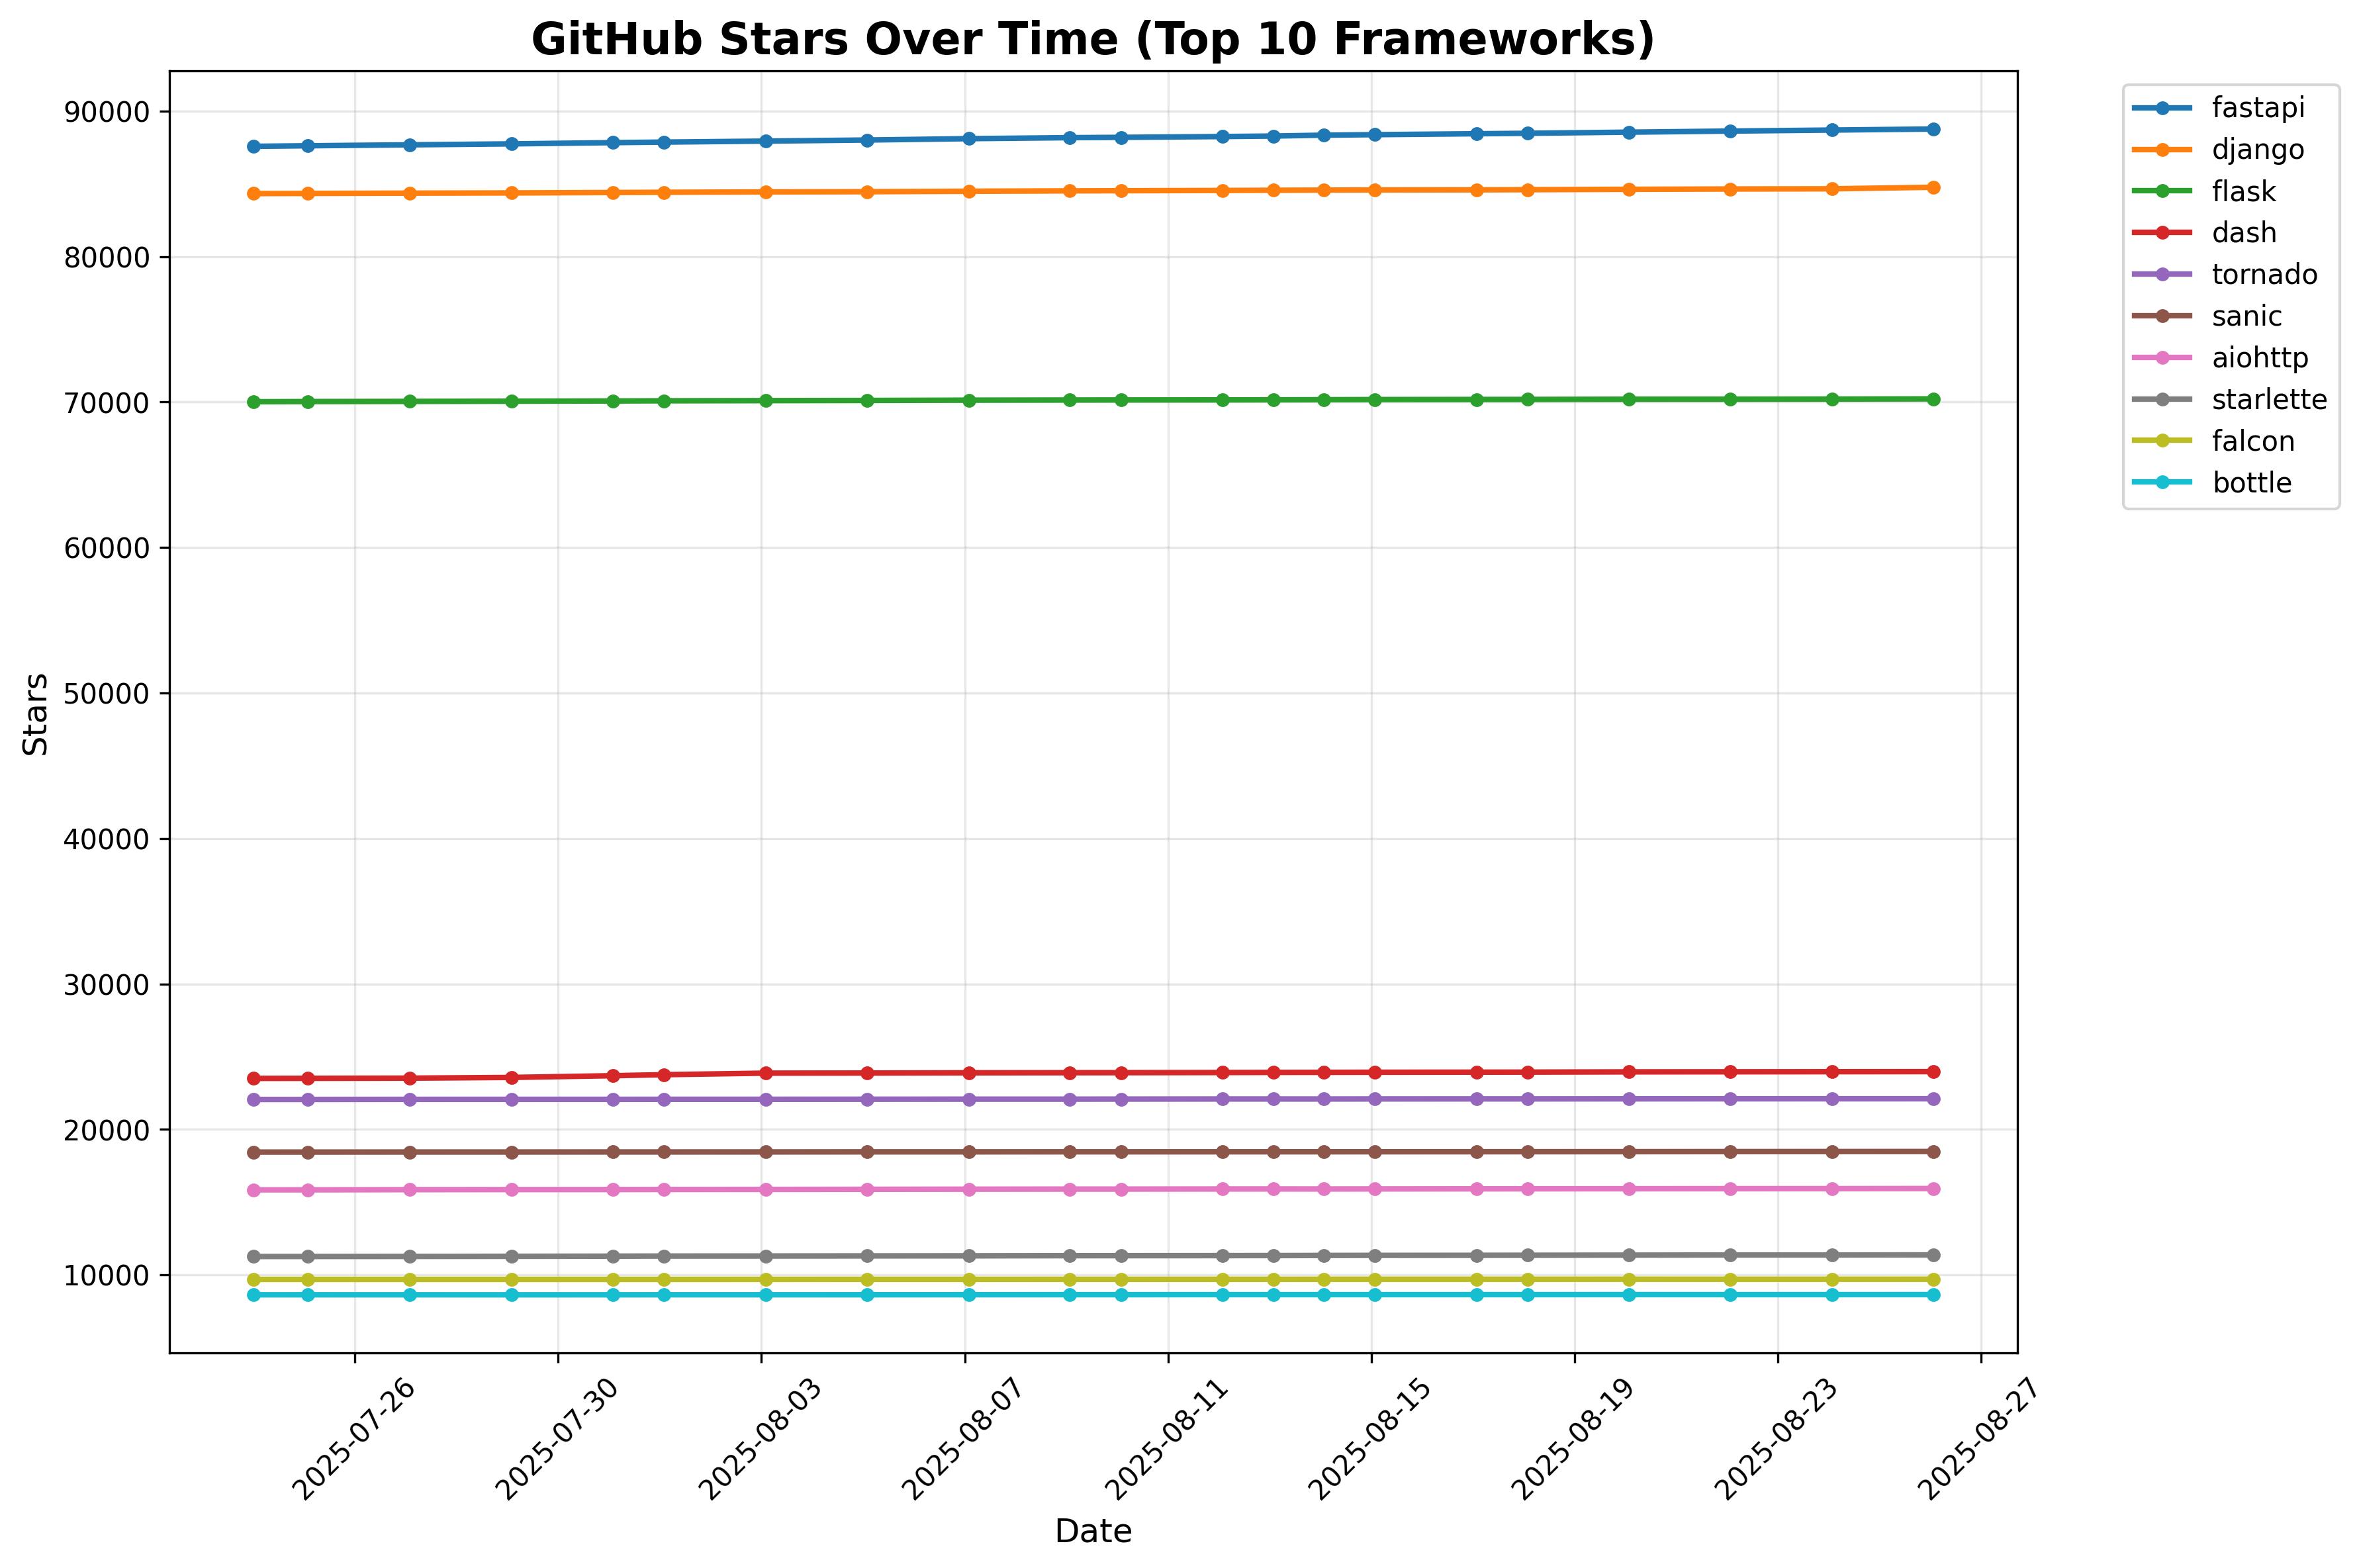 GitHub Stars Over Time (Top 10 Frameworks)
90000
80000
70000
60000
50000
40000
30000
20000
10000
Stars
2025-07-26
2025-07-30
2025-08-03
2025-08-07
2025-08-11
2025-08-15
2025-08-19
2025-08-23
2025-08-27
Date
fastapi
django
flask
dash
tornado
sanic
aiohttp
starlette
falcon
bottle